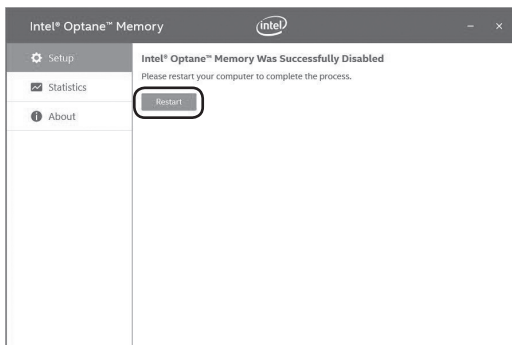 Intel® Optane™ Memory
intel
– ×
Setup
Statistics
About
Intel® Optane™ Memory Was Successfully Disabled
Please restart your computer to complete the process.
Restart